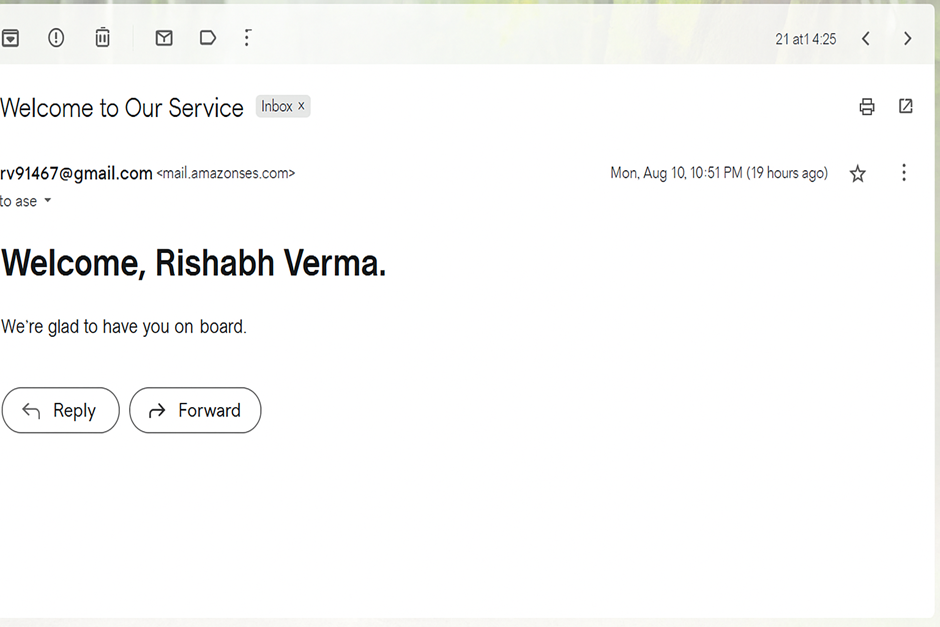 21 at1 4:25
Welcome to Our Service Inbox x
rv91467@gmail.com <mail.amazonses.com> Mon, Aug 10, 10:51 PM (19 hours ago)
to ase
Welcome, Rishabh Verma.
We're glad to have you on board.
Reply Forward